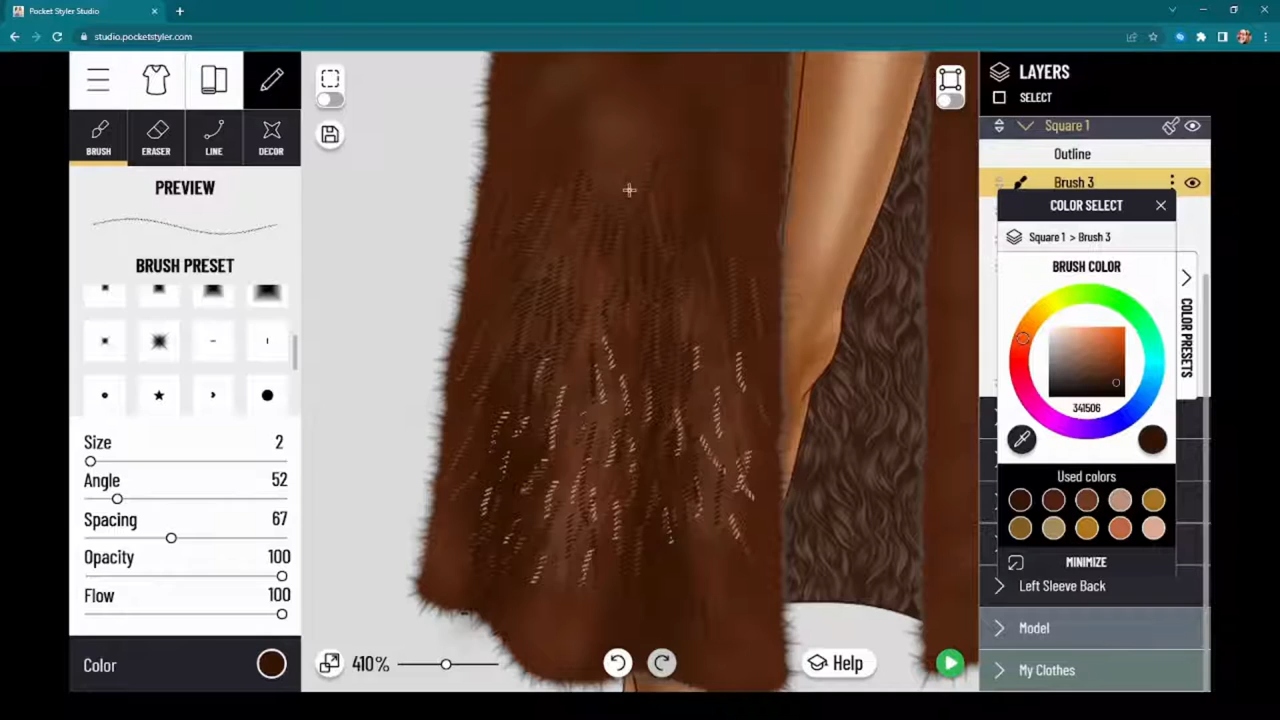 Pocket Styler Studio
studio.pocketstyler.com
BRUSH
ERASER
LINE
DECOR
PREVIEW
BRUSH PRESET
Size 2
Angle 52
Spacing 67
Opacity 100
Flow 100
Color
410%
Help
LAYERS
SELECT
Square 1
Outline
Brush 3
COLOR SELECT
Square 1 > Brush 3
BRUSH COLOR
COLOR PRESETS
341506
Used colors
MINIMIZE
Left Sleeve Back
Model
My Clothes